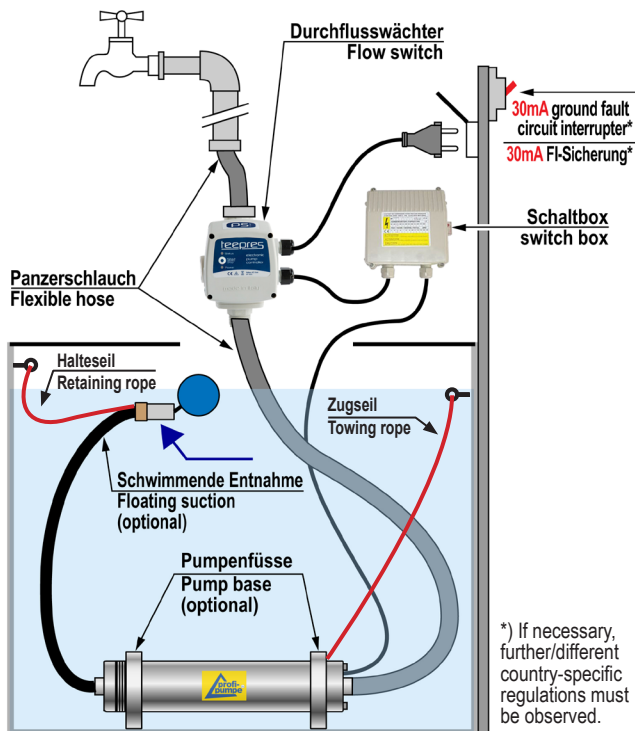 Durchflusswächter
Flow switch
30mA ground fault
circuit interrupter*
30mA FI-Sicherung*
Schaltbox
switch box
teepres
Panzerschlauch
Flexible hose
Halteseil
Retaining rope
Zugseil
Towing rope
Schwimmende Entnahme
Floating suction
(optional)
Pumpenfüsse
Pump base
(optional)
profi-
pumpe
*) If necessary,
further/different
country-specific
regulations must
be observed.